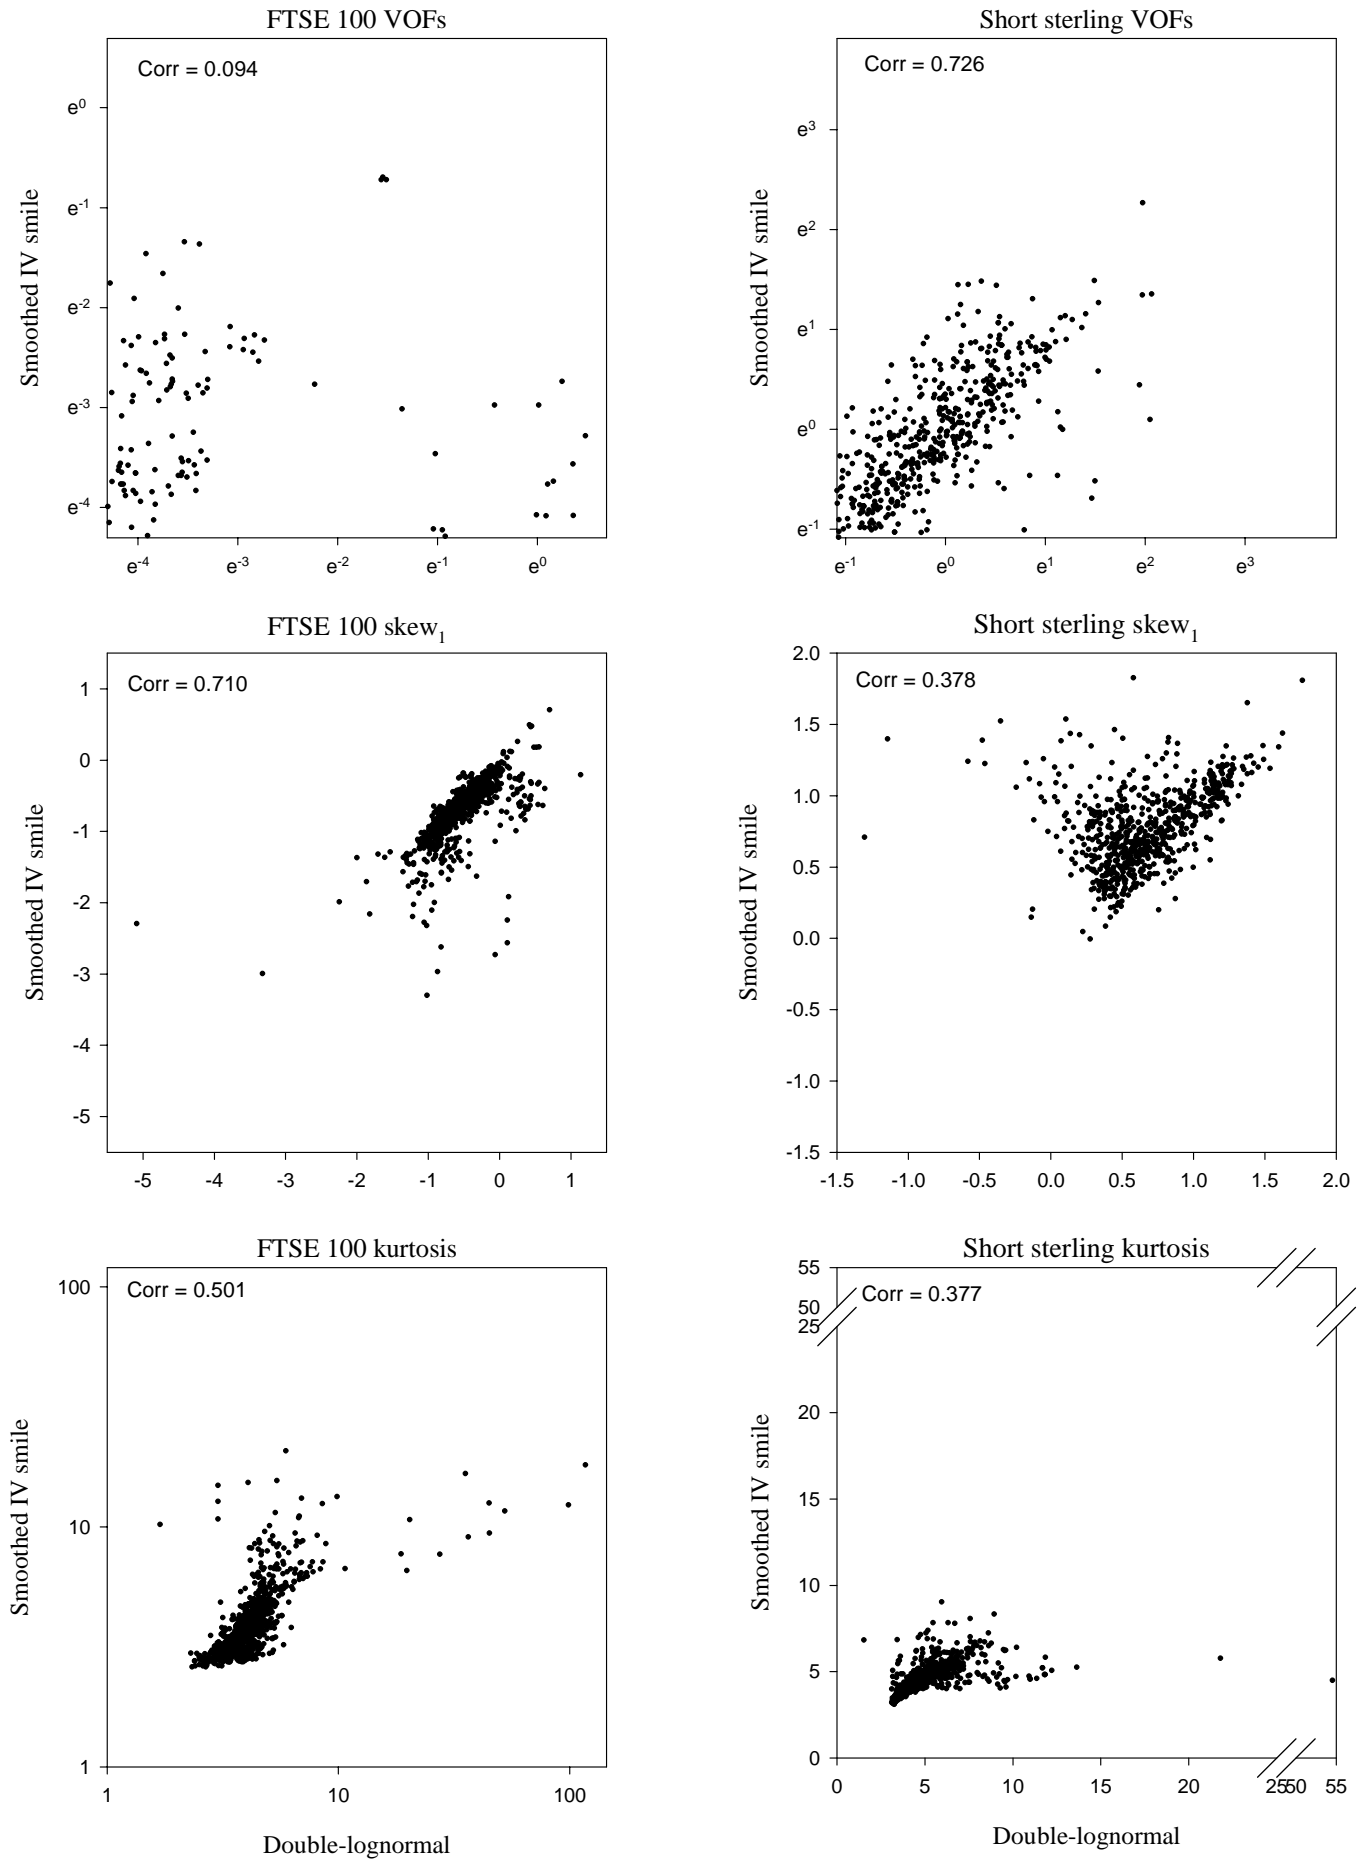 FTSE 100 VOFs
Corr = 0.094
Smoothed IV smile
e0
e-1
e-2
e-3
e-4
e-4 e-3 e-2 e-1 e0
Short sterling VOFs
Corr = 0.726
Smoothed IV smile
e3
e2
e1
e0
e-1
e-1 e0 e1 e2 e3
FTSE 100 skew1
Corr = 0.710
Smoothed IV smile
1
0
-1
-2
-3
-4
-5
-5 -4 -3 -2 -1 0 1
Short sterling skew1
Corr = 0.378
Smoothed IV smile
2.0
1.5
1.0
0.5
0.0
-0.5
-1.0
-1.5
-1.5 -1.0 -0.5 0.0 0.5 1.0 1.5 2.0
FTSE 100 kurtosis
Corr = 0.501
Smoothed IV smile
100
10
1
1 10 100
Double-lognormal
Short sterling kurtosis
Corr = 0.377
Smoothed IV smile
55
50
25
20
15
10
5
0
0 5 10 15 20 25 50 55
Double-lognormal